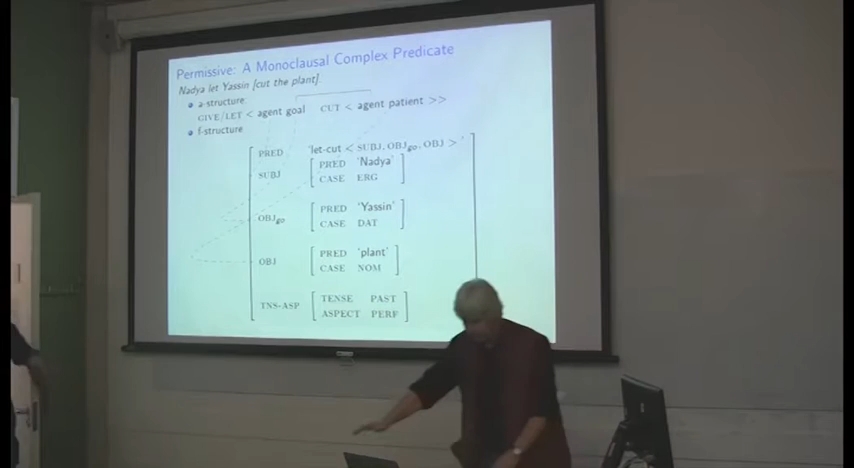 Permissive: A Monoclausal Complex Predicate
Nadya let Yassin [cut the plant].
a-structure:
GIVE/LET < agent goal CUT < agent patient >>
f-structure
PRED 'let-cut < SUBJ, OBJgo, OBJ > '
SUBJ PRED 'Nadya'
CASE ERG
OBJgo PRED 'Yassin'
CASE DAT
OBJ PRED 'plant'
CASE NOM
TNS-ASP TENSE PAST
ASPECT PERF